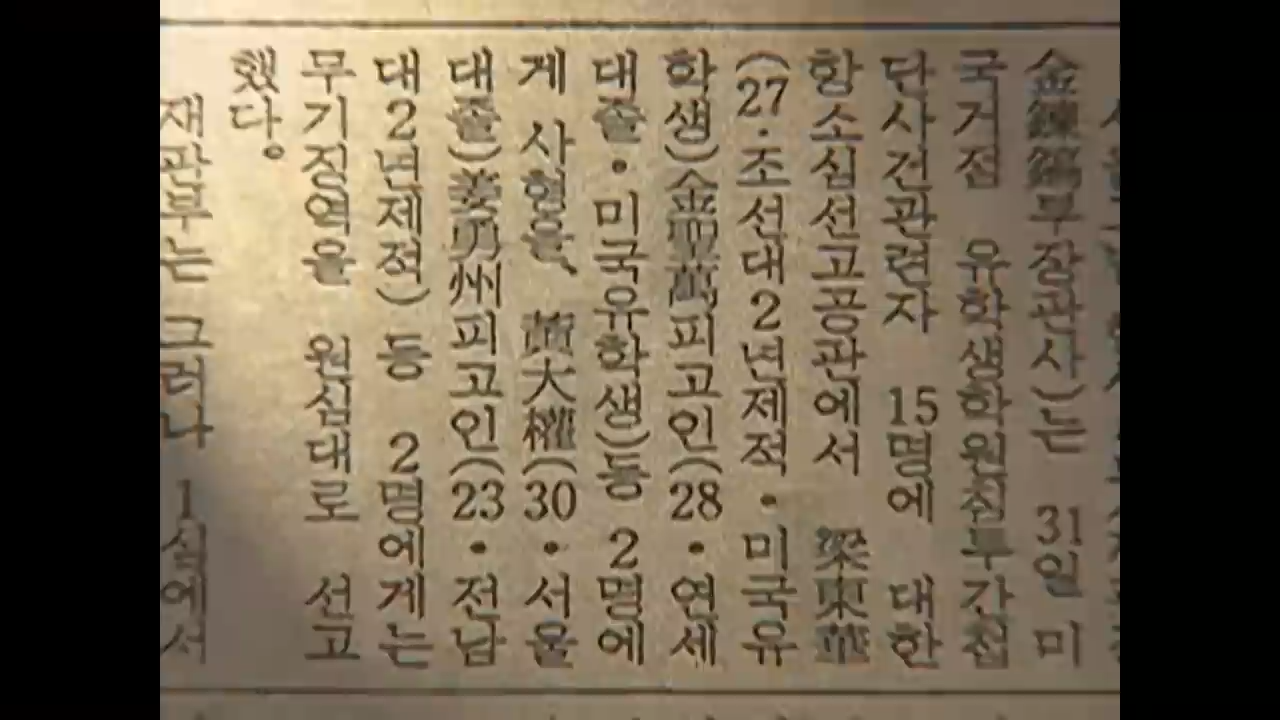 金鍊鎬부장관사)는 31일 미
국거점 유학생학원침투간첩
단사건관련자 15명에 대한
항소심선고공판에서 梁東華
(27·조선대2년제적·미국유
학생)金聖萬피고인(28·연세
대졸·미국유학생)등 2명에
게 사형을, 黃大權(30·서울
대졸)姜勇州피고인(23·전남
대2년제적)등 2명에게는
무기징역을 원심대로 선고
했다。
재판부는 그러나 1심에서